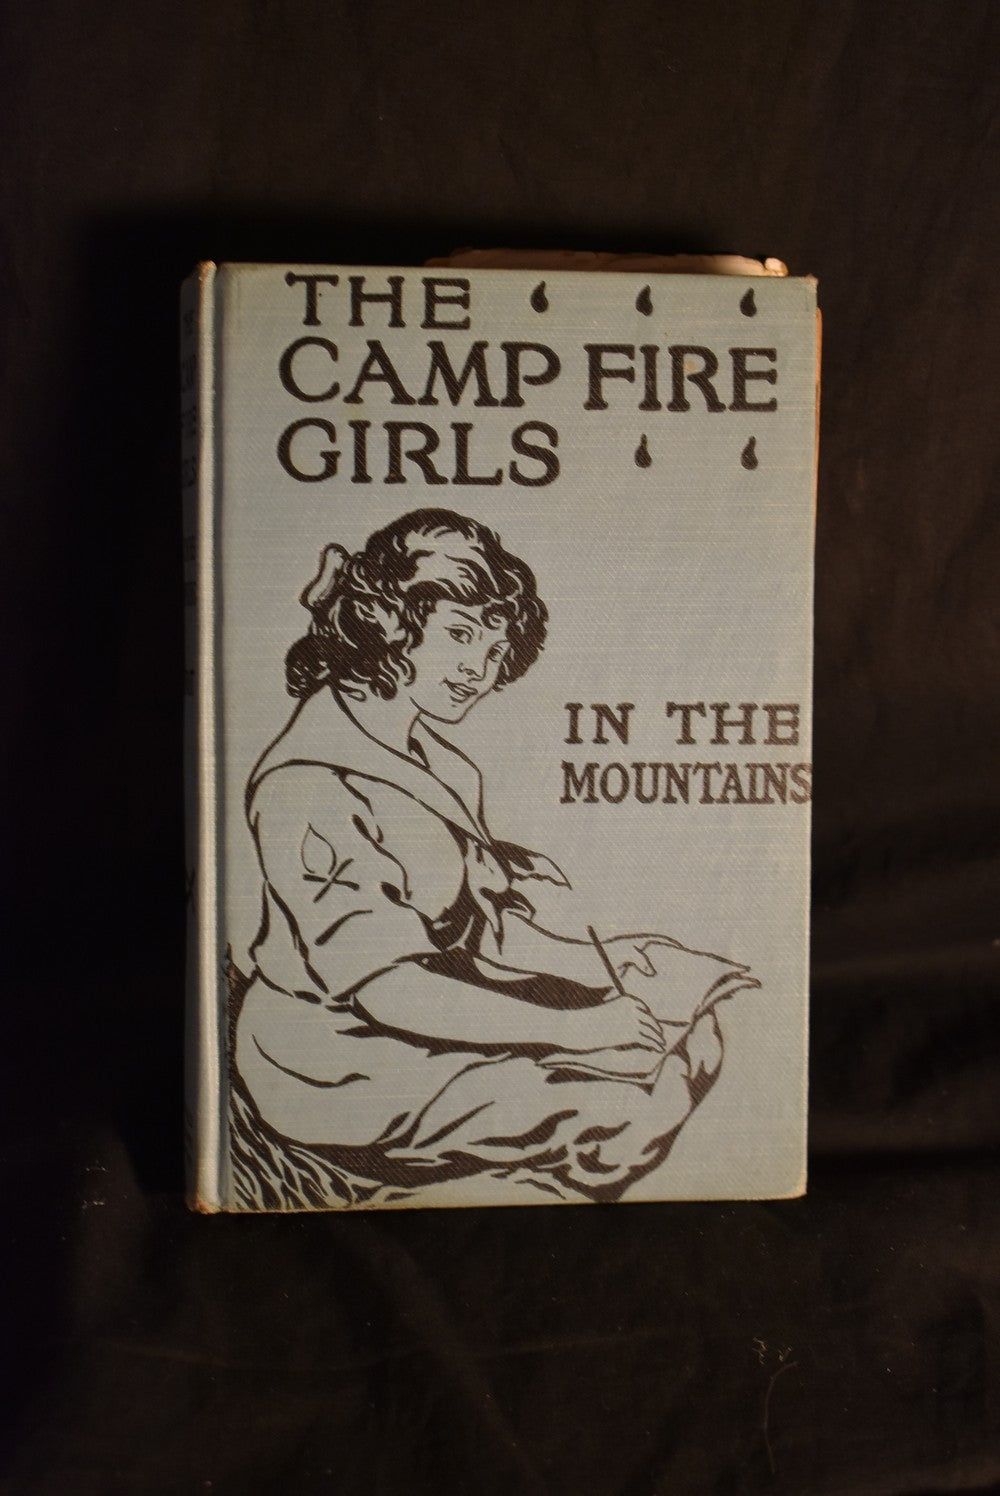 THE
CAMP FIRE
GIRLS
IN THE
MOUNTAINS